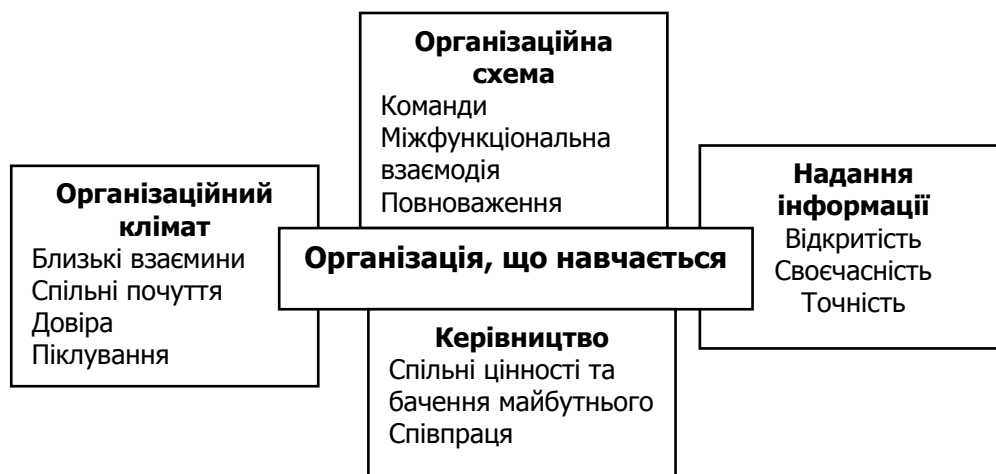 Організаційна
схема
Команди
Міжфункціональна
взаємодія
Повноваження
Організаційний
клімат
Близькі взаємини
Спільні почуття
Довіра
Піклування
Організація, що навчається
Надання
інформації
Відкритість
Своєчасність
Точність
Керівництво
Спільні цінності та
бачення майбутнього
Співпраця